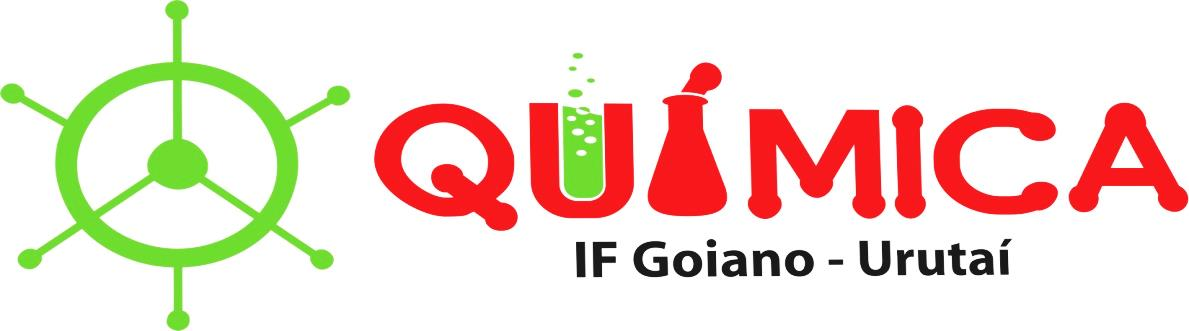 QUÍMICA
IF Goiano - Urutaí